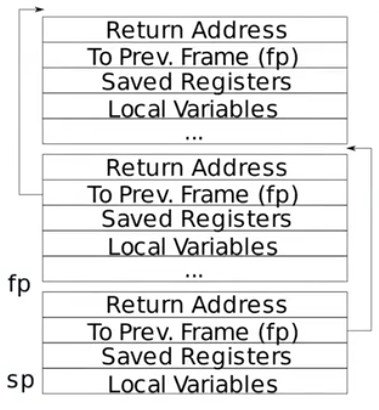 Return Address
To Prev. Frame (fp)
Saved Registers
Local Variables
...
Return Address
To Prev. Frame (fp)
Saved Registers
Local Variables
...
fp
Return Address
To Prev. Frame (fp)
Saved Registers
sp
Local Variables